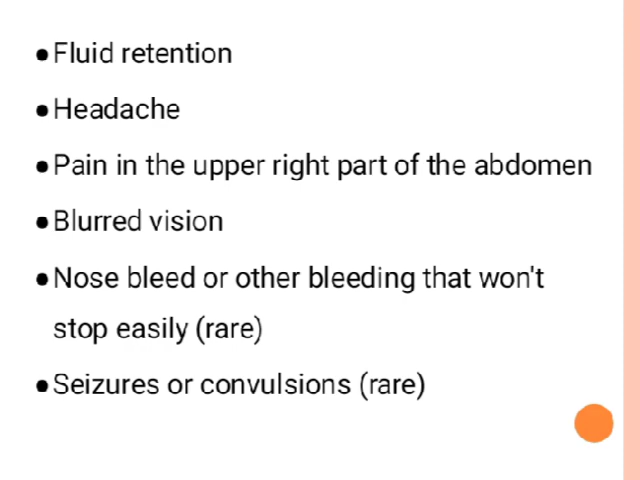 ●Fluid retention
●Headache
●Pain in the upper right part of the abdomen
●Blurred vision
●Nose bleed or other bleeding that won't
stop easily (rare)
●Seizures or convulsions (rare)